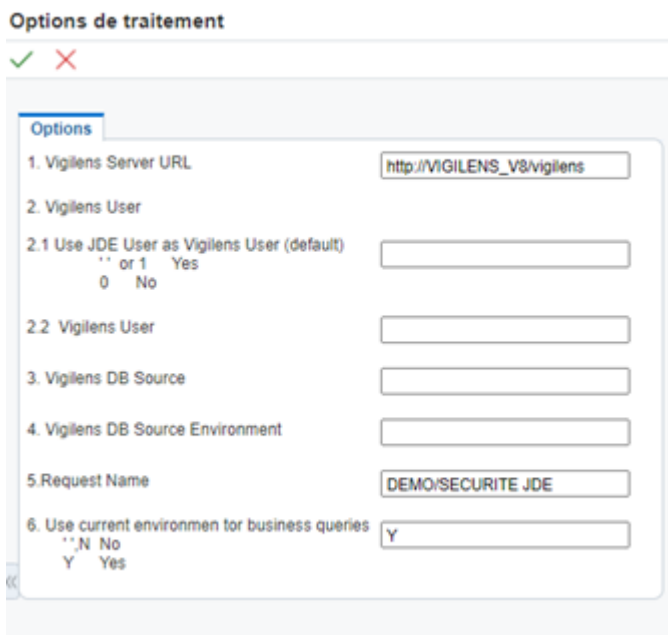 Options de traitement
Options
1. Vigilens Server URL http://VIGILENS_V8/vigilens
2. Vigilens User
2.1 Use JDE User as Vigilens User (default)
' ' or 1 Yes
0 No
2.2 Vigilens User
3. Vigilens DB Source
4. Vigilens DB Source Environment
5.Request Name DEMO/SECURITE JDE
6. Use current environmen tor business queries Y
' ',N No
Y Yes